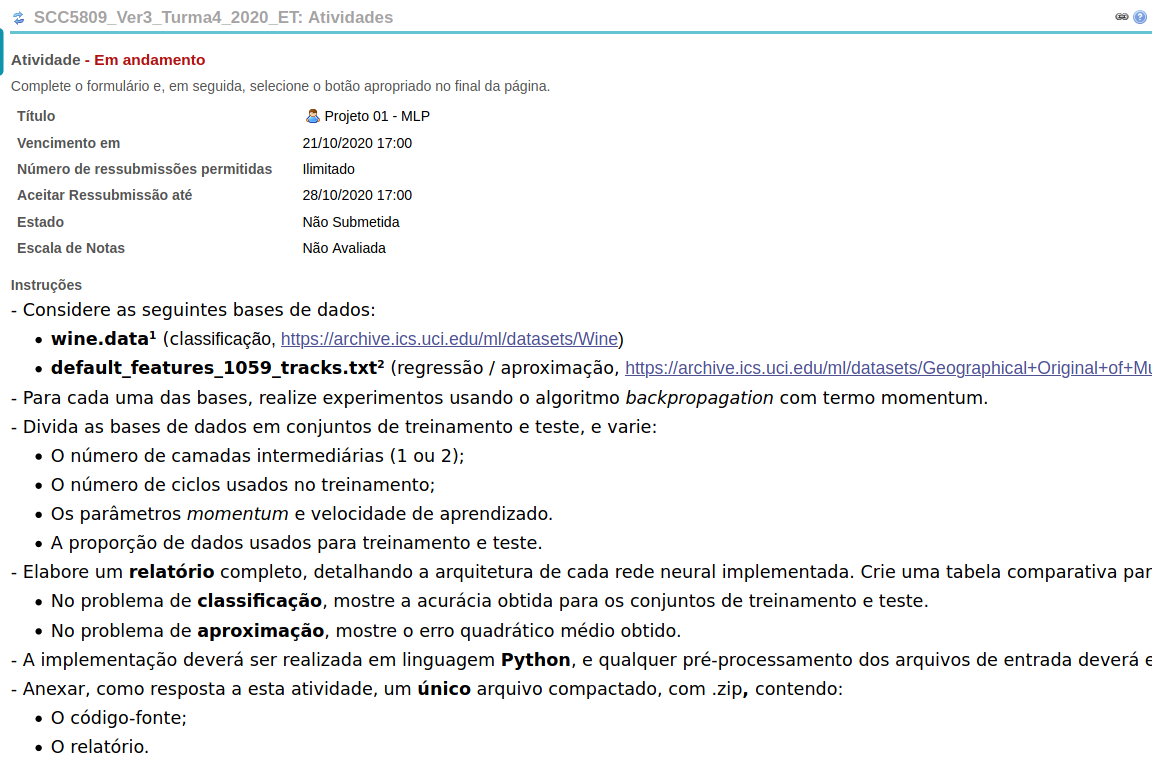 SCC5809_Ver3_Turma4_2020_ET: Atividades
Atividade - Em andamento
Complete o formulário e, em seguida, selecione o botão apropriado no final da página.
Título Projeto 01 - MLP
Vencimento em 21/10/2020 17:00
Número de ressubmissões permitidas Ilimitado
Aceitar Ressubmissão até 28/10/2020 17:00
Estado Não Submetida
Escala de Notas Não Avaliada
Instruções
- Considere as seguintes bases de dados:
• wine.data¹ (classificação, https://archive.ics.uci.edu/ml/datasets/Wine)
• default_features_1059_tracks.txt² (regressão / aproximação, https://archive.ics.uci.edu/ml/datasets/Geographical+Original+of+Mu
- Para cada uma das bases, realize experimentos usando o algoritmo backpropagation com termo momentum.
- Divida as bases de dados em conjuntos de treinamento e teste, e varie:
• O número de camadas intermediárias (1 ou 2);
• O número de ciclos usados no treinamento;
• Os parâmetros momentum e velocidade de aprendizado.
• A proporção de dados usados para treinamento e teste.
- Elabore um relatório completo, detalhando a arquitetura de cada rede neural implementada. Crie uma tabela comparativa par
• No problema de classificação, mostre a acurácia obtida para os conjuntos de treinamento e teste.
• No problema de aproximação, mostre o erro quadrático médio obtido.
- A implementação deverá ser realizada em linguagem Python, e qualquer pré-processamento dos arquivos de entrada deverá e
- Anexar, como resposta a esta atividade, um único arquivo compactado, com .zip, contendo:
• O código-fonte;
• O relatório.